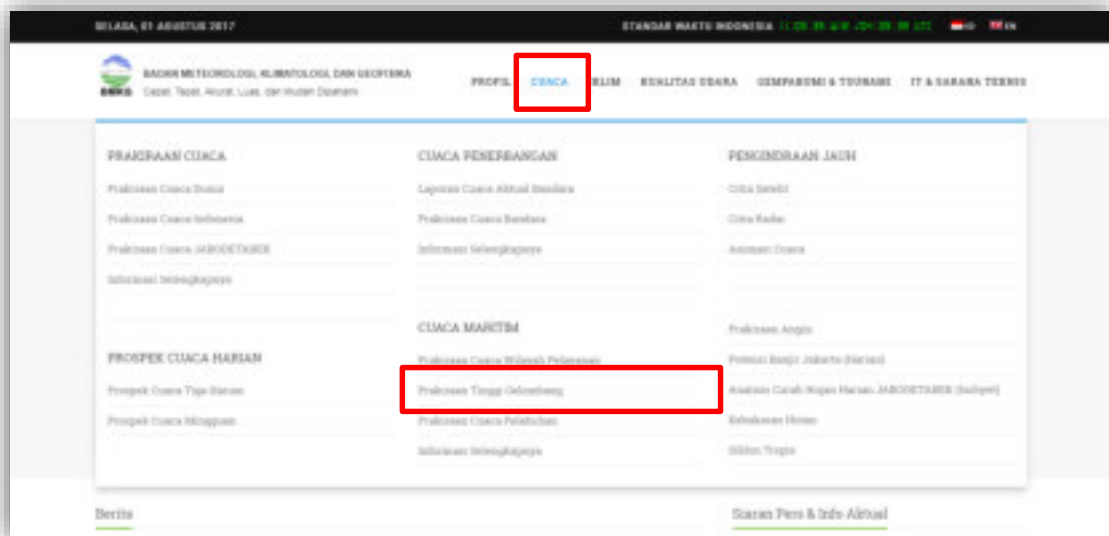 SELASA, 01 AGUSTUS 2017
STANDAR WAKTU INDONESIA
ID
EN
BADAN METEOROLOGI, KLIMATOLOGI, DAN GEOFISIKA
BMKG
Cepat, Tepat, Akurat, Luas, dan Mudah Dipahami
PROFIL
CUACA
IKLIM
KUALITAS UDARA
GEMPABUMI & TSUNAMI
IT & SARANA TEKNIS
PRAKIRAAN CUACA
Prakiraan Cuaca Dunia
Prakiraan Cuaca Indonesia
Prakiraan Cuaca JABODETABEK
Informasi Selengkapnya
PROSPEK CUACA HARIAN
Prospek Cuaca Tiga Harian
Prospek Cuaca Mingguan
CUACA PENERBANGAN
Laporan Cuaca Aktual Bandara
Prakiraan Cuaca Bandara
Informasi Selengkapnya
CUACA MARITIM
Prakiraan Cuaca Wilayah Pelayanan
Prakiraan Tinggi Gelombang
Prakiraan Cuaca Pelabuhan
Informasi Selengkapnya
PENGINDRAAN JAUH
Citra Satelit
Citra Radar
Animasi Cuaca
Prakiraan Angin
Potensi Banjir Jakarta (Harian)
Analisis Curah Hujan Harian JABODETABEK
Kebakaran Hutan
Siklon Tropis
Berita
Siaran Pers & Info Aktual